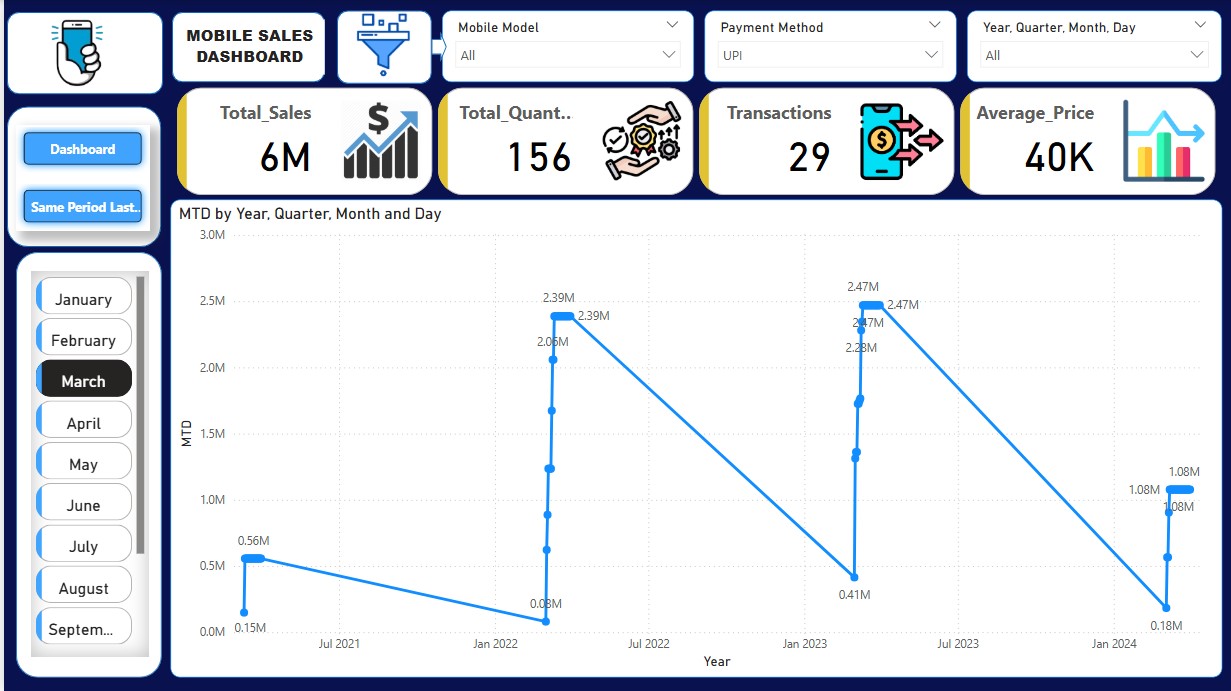 MOBILE SALES
DASHBOARD
Mobile Model
All
Payment Method
UPI
Year, Quarter, Month, Day
All
Dashboard
Same Period Last..
Total_Sales
6M
Total_Quant..
156
Transactions
29
Average_Price
40K
January
February
March
April
May
June
July
August
Septem...
MTD by Year, Quarter, Month and Day
3.0M
2.5M
2.0M
1.5M
1.0M
0.5M
0.0M
MTD
0.56M
0.15M
2.39M
2.39M
2.06M
0.08M
2.47M
2.47M
2.47M
2.28M
0.41M
1.08M
1.08M
1.08M
0.18M
Jul 2021
Jan 2022
Jul 2022
Jan 2023
Jul 2023
Jan 2024
Year